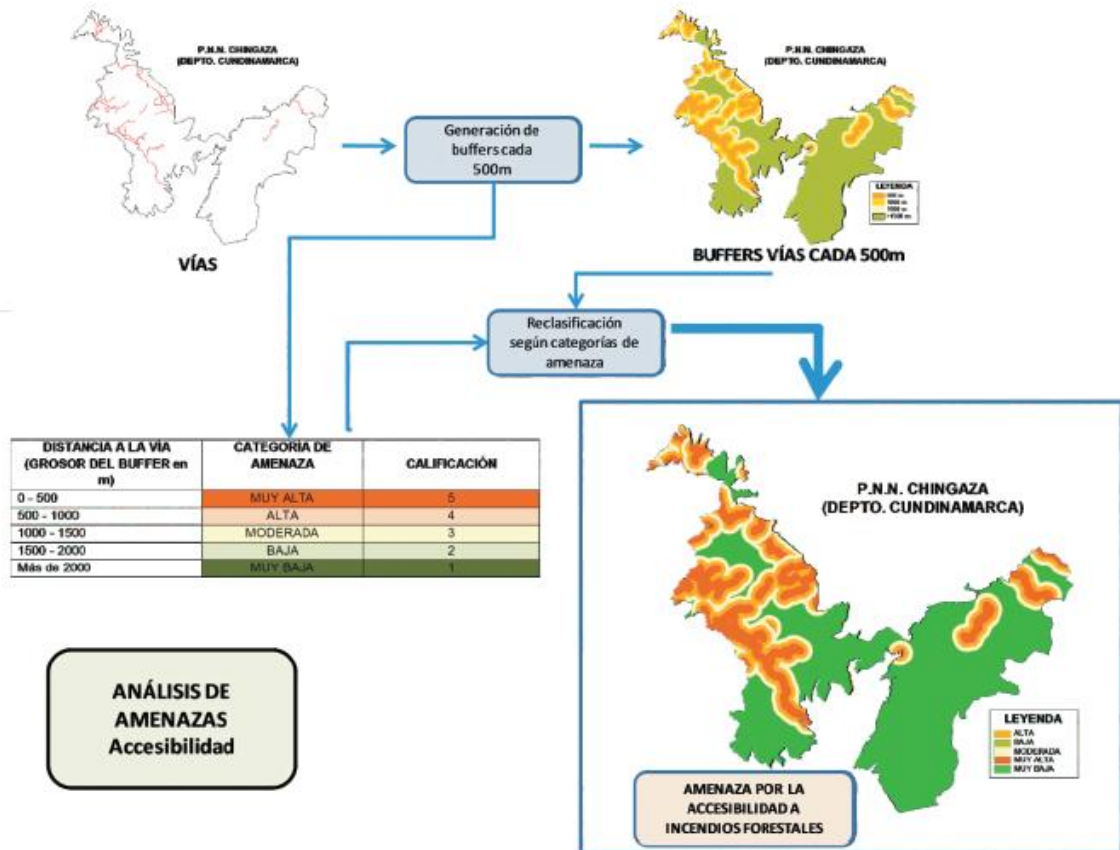 P.N.N. CHINGAZA
(DEPTO. CUNDINAMARCA)
VÍAS
Generación de
buffers cada
500m
P.N.N. CHINGAZA
(DEPTO. CUNDINAMARCA)
LEYENDA
500 m
1000 m
1500 m
>1500 m
BUFFERS VÍAS CADA 500m
Reclasificación
según categorías de
amenaza
DISTANCIA A LA VÍA
(GROSOR DEL BUFFER en
m)
CATEGORÍA DE
AMENAZA
CALIFICACIÓN
0 - 500 MUY ALTA 5
500 - 1000 ALTA 4
1000 - 1500 MODERADA 3
1500 - 2000 BAJA 2
Más de 2000 MUY BAJA 1
P.N.N. CHINGAZA
(DEPTO. CUNDINAMARCA)
LEYENDA
ALTA
BAJA
MODERADA
MUY ALTA
MUY BAJA
ANÁLISIS DE
AMENAZAS
Accesibilidad
AMENAZA POR LA
ACCESIBILIDAD A
INCENDIOS FORESTALES